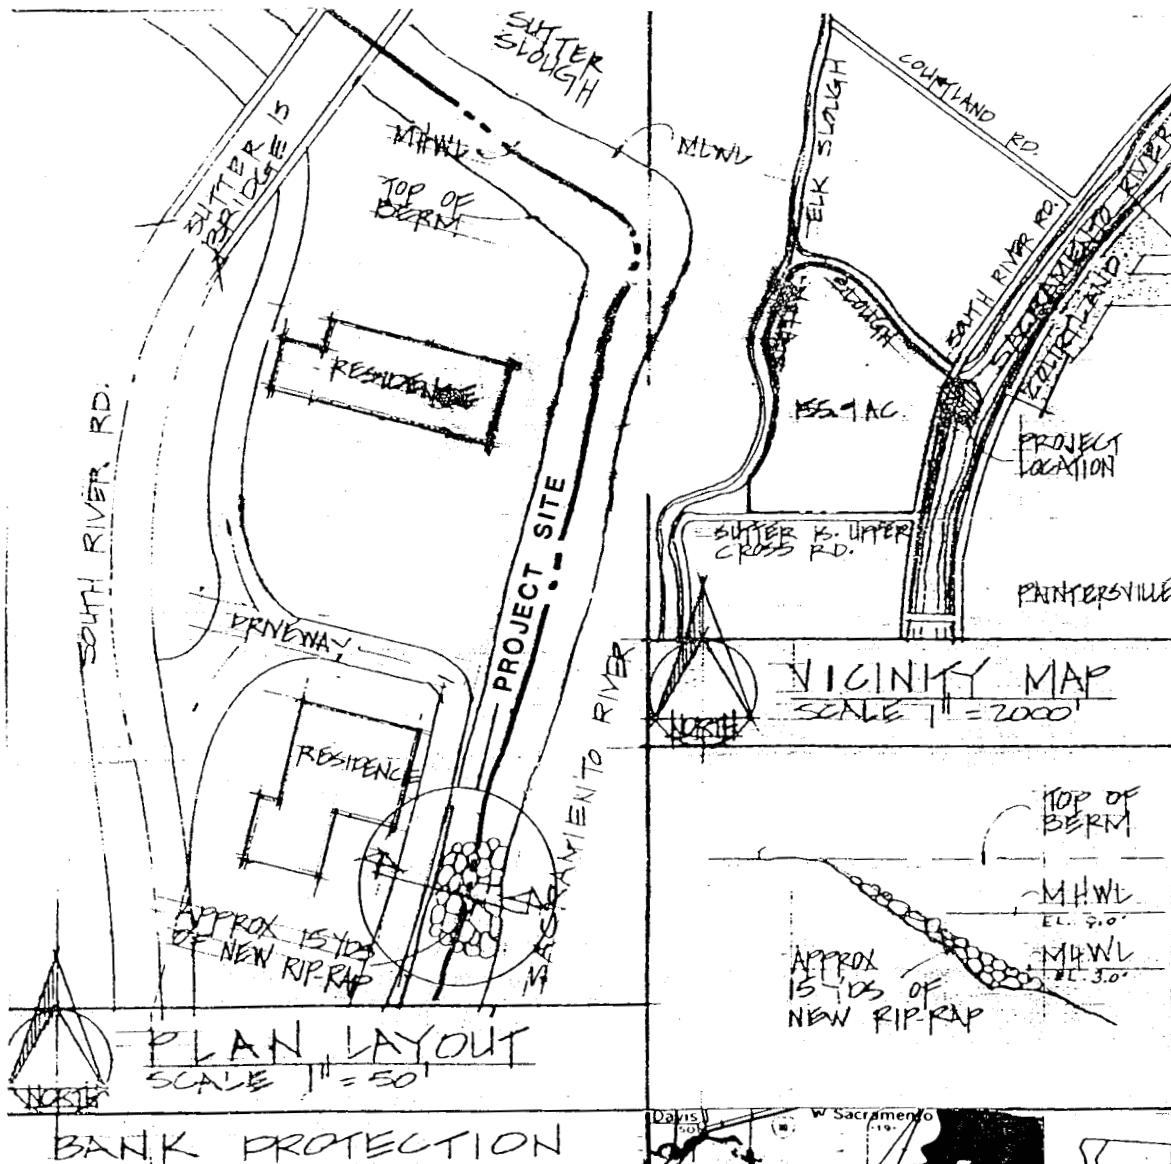 SUTTER
SLOUGH
MHWL
MLWL
TOP OF
BERM
SUTTER IS
BRIDGE
RESIDENCE
SOUTH RIVER RD.
PROJECT SITE
DRIVEWAY
RESIDENCE
SACRAMENTO RIVER
APPROX 15 YDS
OF NEW RIP-RAP
NORTH
PLAN LAYOUT
SCALE 1" = 50'
BANK PROTECTION
COURTLAND RD.
ELK SLOUGH
SLOUGH
SOUTH RIVER RD.
SACRAMENTO RIVER
COURTLAND.
155.9 AC.
PROJECT
LOCATION
SUTTER IS. UPPER
CROSS RD.
PAINTERSVILLE
NORTH
VICINITY MAP
SCALE 1" = 2000'
TOP OF
BERM
MHWL
EL. 9.0'
MLWL
EL. 3.0'
APPROX
15 YDS OF
NEW RIP-RAP
Davis
50
W Sacramento